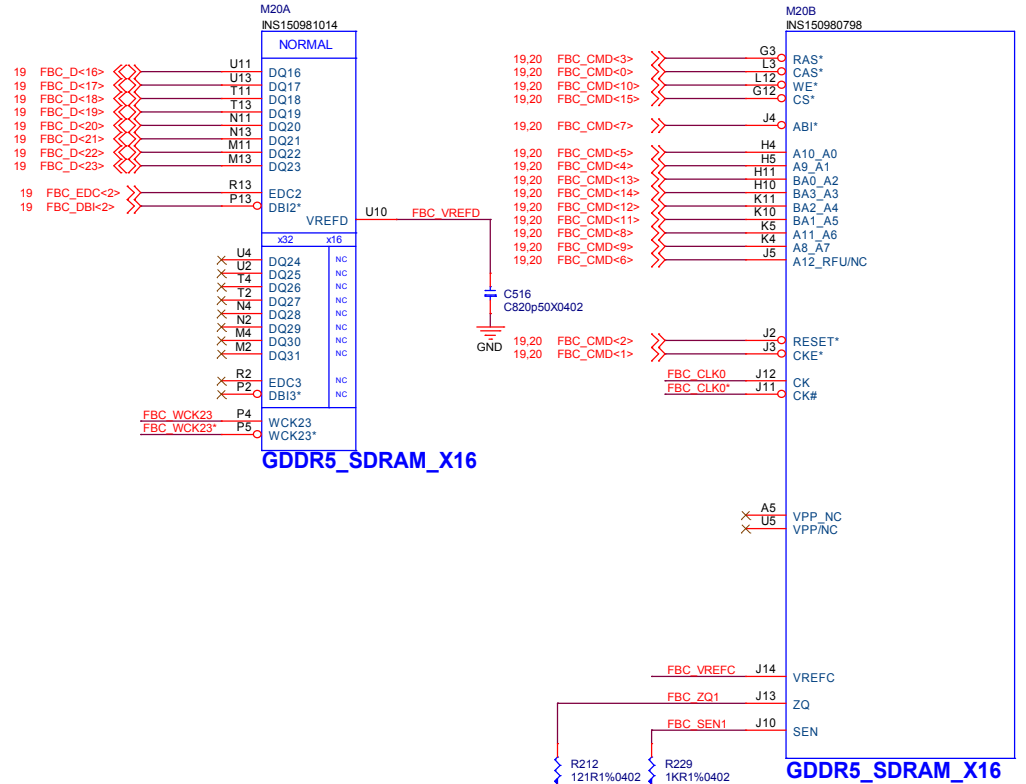 M20A
INS150981014
NORMAL
19 FBC_D<16> U11 DQ16
19 FBC_D<17> U13 DQ17
19 FBC_D<18> T11 DQ18
19 FBC_D<19> T13 DQ19
19 FBC_D<20> N11 DQ20
19 FBC_D<21> N13 DQ21
19 FBC_D<22> M11 DQ22
19 FBC_D<23> M13 DQ23
19 FBC_EDC<2> R13 EDC2
19 FBC_DBI<2> P13 DBI2*
VREFD U10 FBC_VREFD
x32 x16
U4 DQ24 NC
U2 DQ25 NC
T4 DQ26 NC
T2 DQ27 NC
N4 DQ28 NC
N2 DQ29 NC
M4 DQ30 NC
M2 DQ31 NC
R2 EDC3 NC
P2 DBI3* NC
FBC_WCK23 P4 WCK23
FBC_WCK23* P5 WCK23*
GDDR5_SDRAM_X16
C516
C820p50X0402
GND
M20B
INS150980798
19,20 FBC_CMD<3> G3 RAS*
19,20 FBC_CMD<0> L3 CAS*
19,20 FBC_CMD<10> L12 WE*
19,20 FBC_CMD<15> G12 CS*
19,20 FBC_CMD<7> J4 ABI*
19,20 FBC_CMD<5> H4 A10_A0
19,20 FBC_CMD<4> H5 A9_A1
19,20 FBC_CMD<13> H11 BA0_A2
19,20 FBC_CMD<14> H10 BA3_A3
19,20 FBC_CMD<12> K11 BA2_A4
19,20 FBC_CMD<11> K10 BA1_A5
19,20 FBC_CMD<8> K5 A11_A6
19,20 FBC_CMD<9> K4 A8_A7
19,20 FBC_CMD<6> J5 A12_RFU/NC
19,20 FBC_CMD<2> J2 RESET*
19,20 FBC_CMD<1> J3 CKE*
FBC_CLK0 J12 CK
FBC_CLK0* J11 CK#
A5 VPP_NC
U5 VPP/NC
FBC_VREFC J14 VREFC
FBC_ZQ1 J13 ZQ
FBC_SEN1 J10 SEN
R212
121R1%0402
R229
1KR1%0402
GDDR5_SDRAM_X16